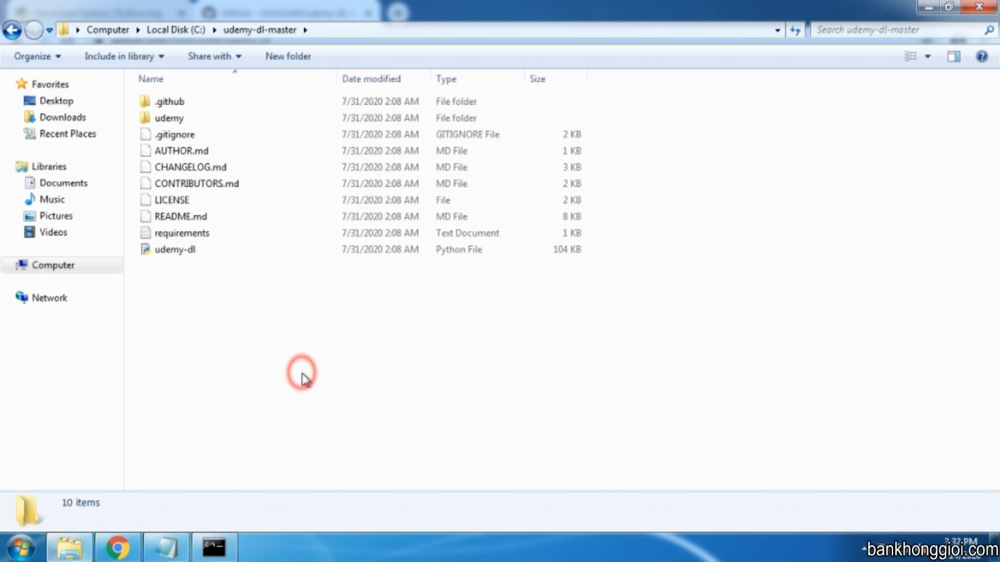 Computer Local Disk (C:) udemy-dl-master
Search udemy-dl-master
Organize Include in library Share with New folder
Name Date modified Type Size
Favorites
Desktop
Downloads
Recent Places
Libraries
Documents
Music
Pictures
Videos
Computer
Network
.github 7/31/2020 2:08 AM File folder
udemy 7/31/2020 2:08 AM File folder
.gitignore 7/31/2020 2:08 AM GITIGNORE File 2 KB
AUTHOR.md 7/31/2020 2:08 AM MD File 1 KB
CHANGELOG.md 7/31/2020 2:08 AM MD File 3 KB
CONTRIBUTORS.md 7/31/2020 2:08 AM MD File 2 KB
LICENSE 7/31/2020 2:08 AM File 2 KB
README.md 7/31/2020 2:08 AM MD File 8 KB
requirements 7/31/2020 2:08 AM Text Document 1 KB
udemy-dl 7/31/2020 2:08 AM Python File 104 KB
10 items
bankhonggioi.com